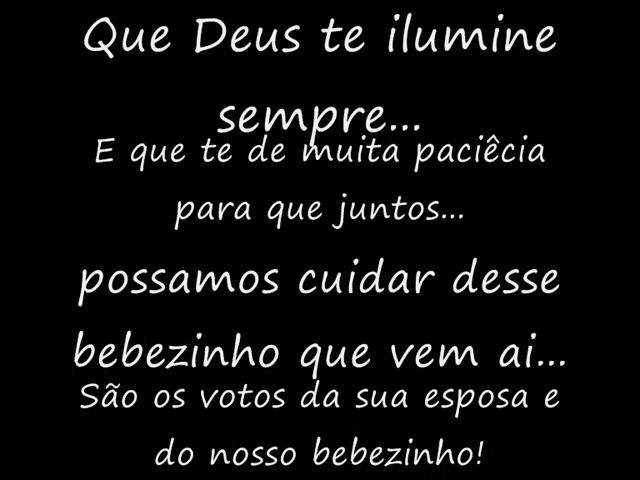 Que Deus te ilumine
sempre...
E que te de muita paciêcia
para que juntos...
possamos cuidar desse
bebezinho que vem ai...
São os votos da sua esposa e
do nosso bebezinho!